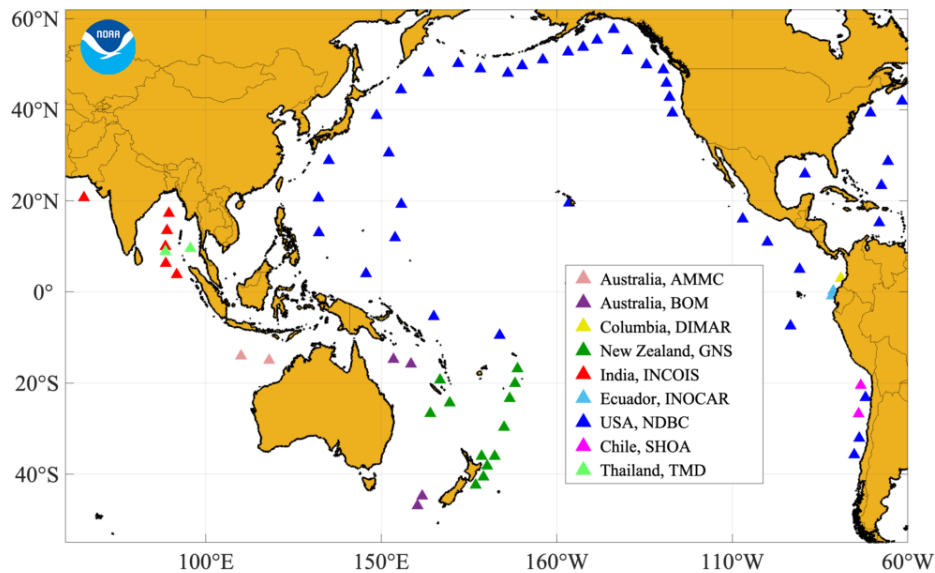 NOAA
60°N
40°N
20°N
0°
20°S
40°S
100°E
150°E
160°W
110°W
60°W
Australia, AMMC
Australia, BOM
Columbia, DIMAR
New Zealand, GNS
India, INCOIS
Ecuador, INOCAR
USA, NDBC
Chile, SHOA
Thailand, TMD